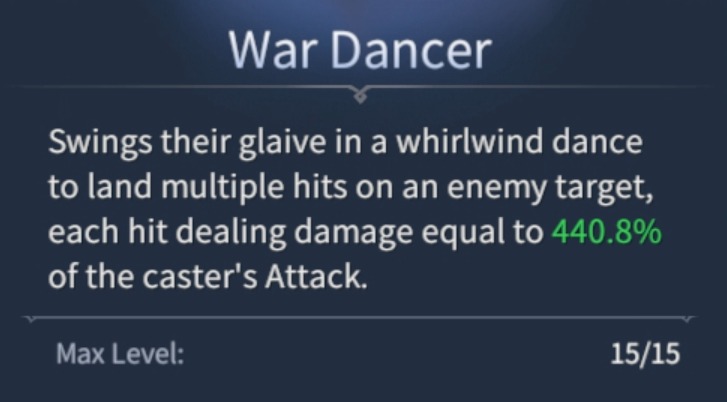 War Dancer
Swings their glaive in a whirlwind dance
to land multiple hits on an enemy target,
each hit dealing damage equal to 440.8%
of the caster's Attack.
Max Level: 15/15